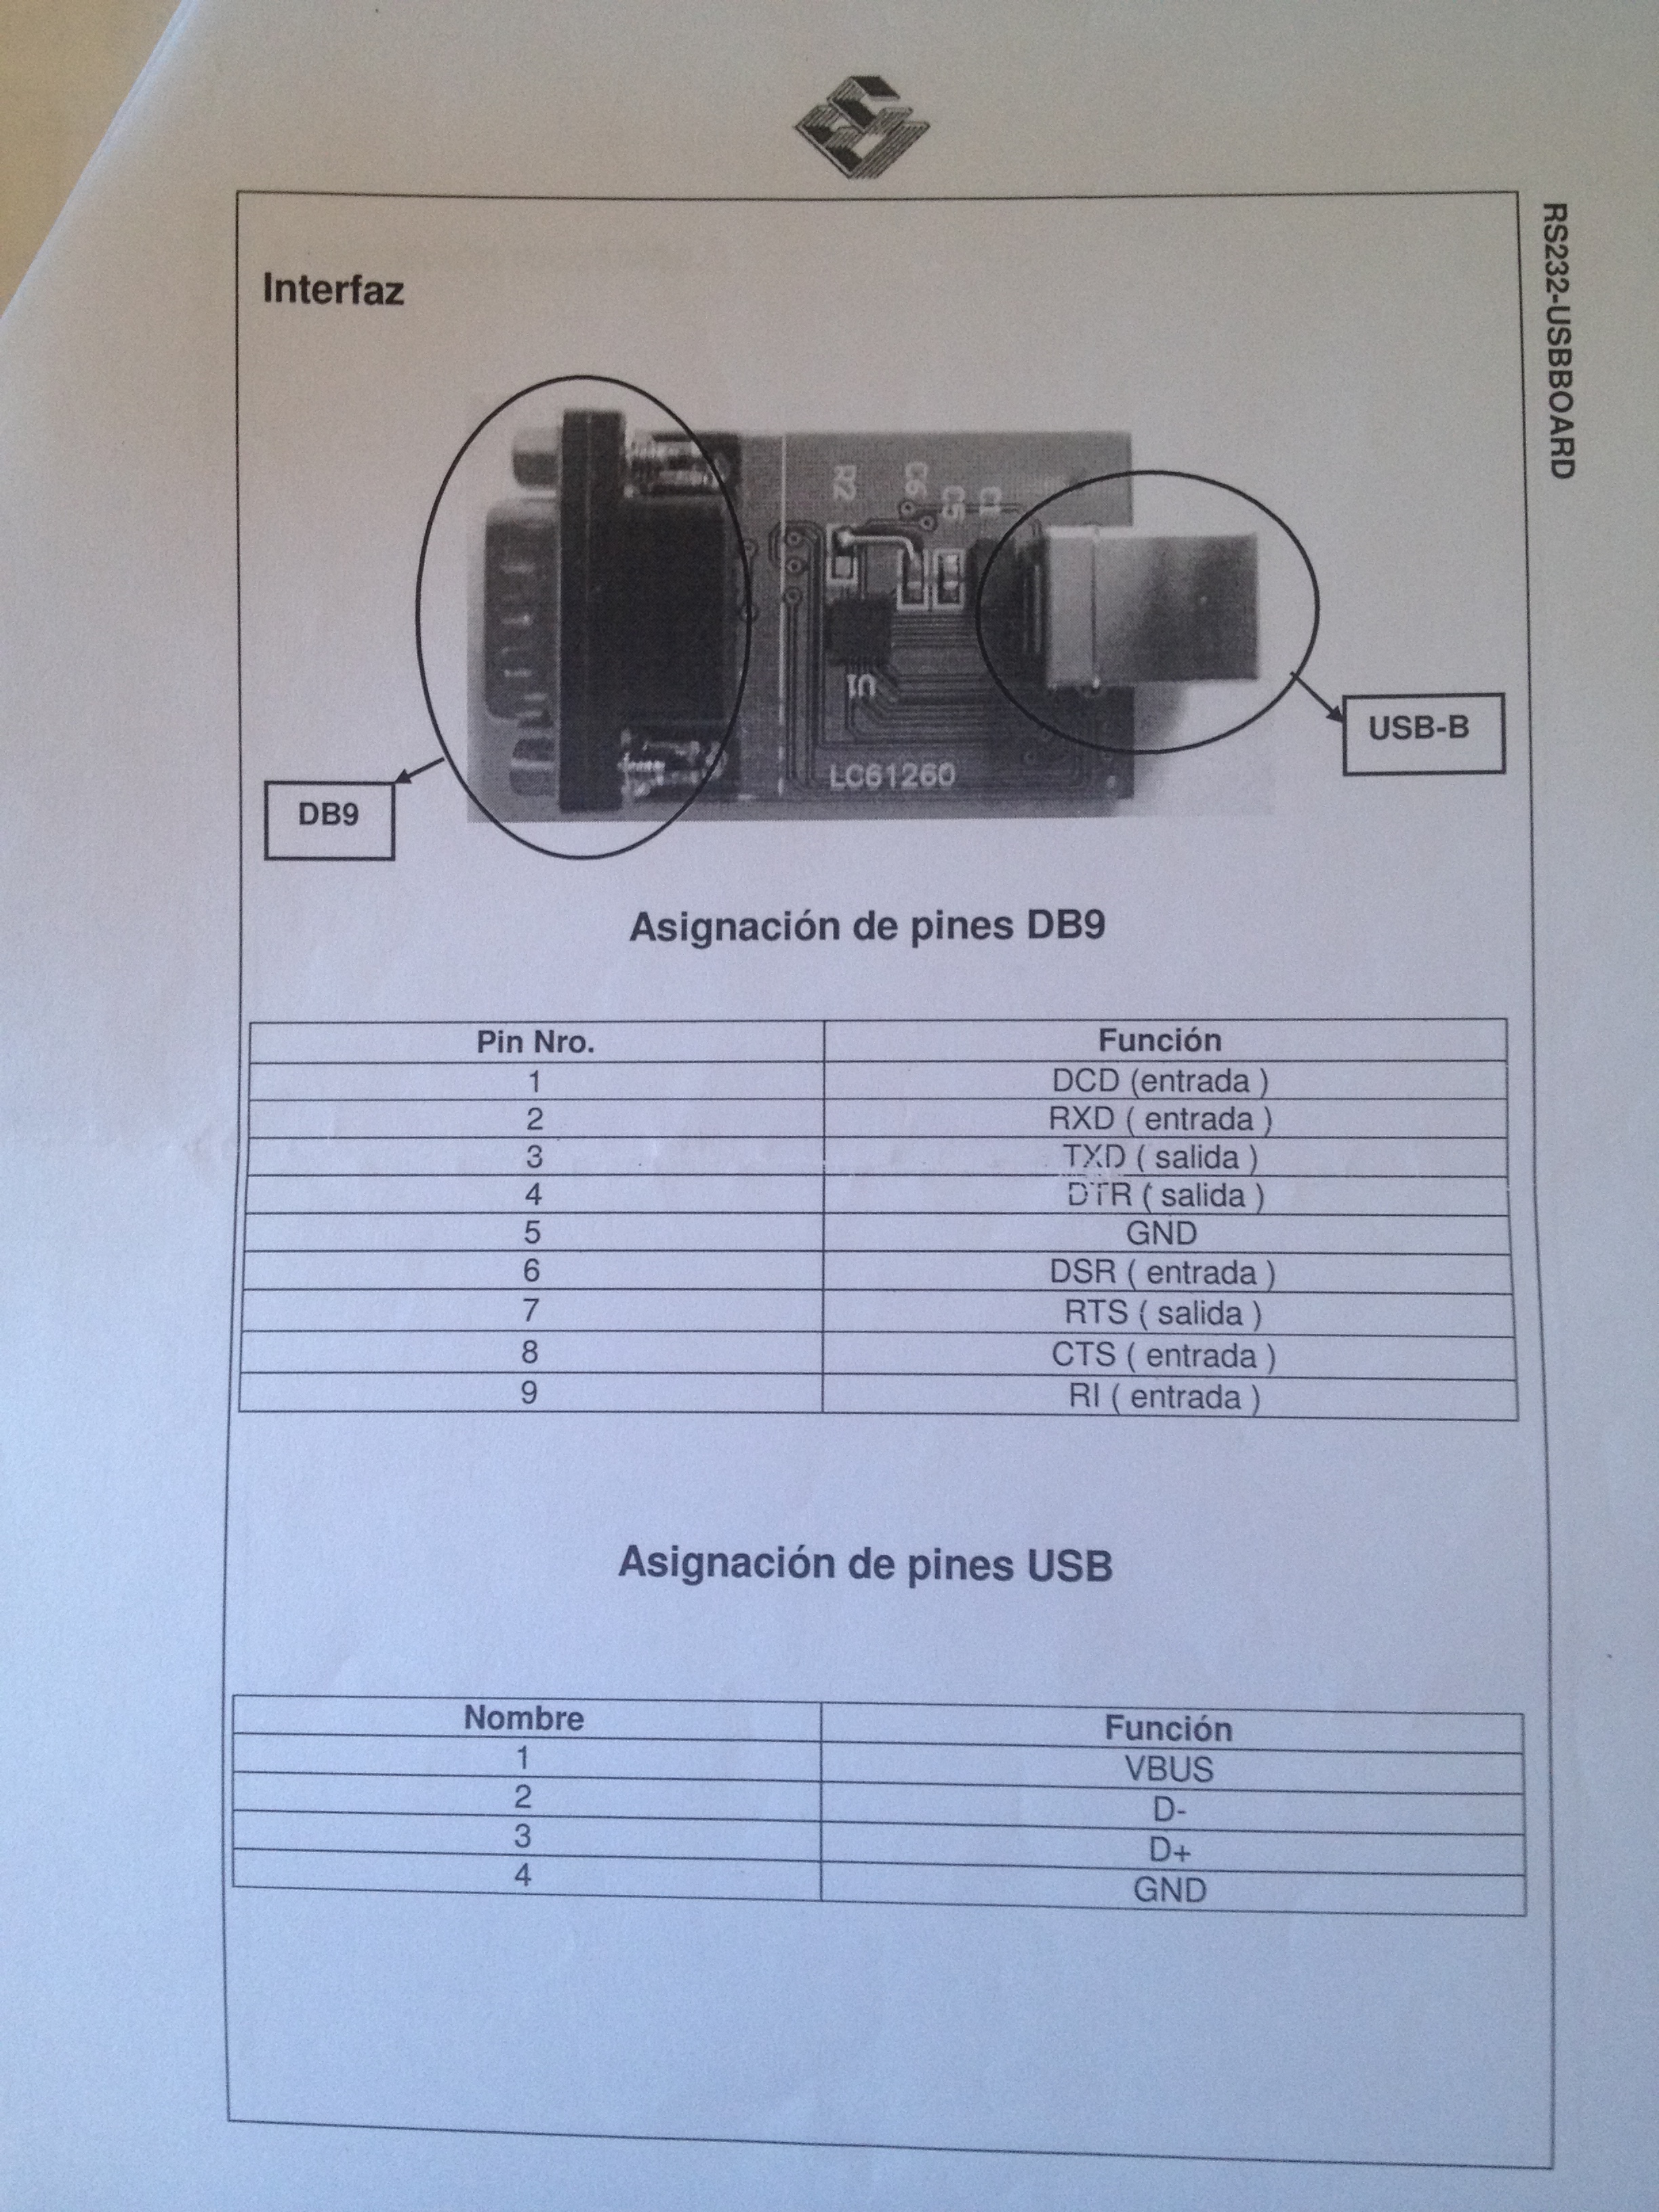 RS232-USBBOARD
Interfaz
R2
C6
C5
C1
U1
LC61260
USB-B
DB9
Asignación de pines DB9
Pin Nro. Función
1 DCD (entrada )
2 RXD ( entrada )
3 TXD ( salida )
4 DTR ( salida )
5 GND
6 DSR ( entrada )
7 RTS ( salida )
8 CTS ( entrada )
9 RI ( entrada )
Asignación de pines USB
Nombre Función
1 VBUS
2 D-
3 D+
4 GND